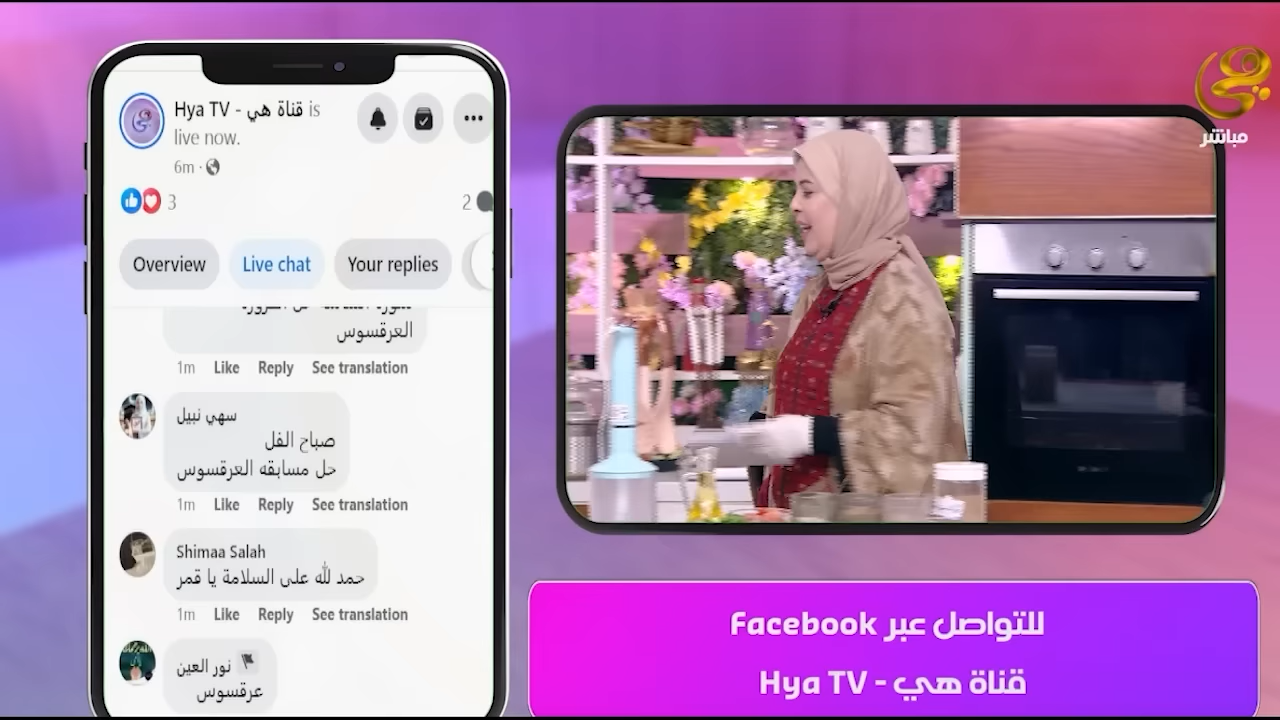 Hya TV - قناة هي is
live now.
6m
3
2
Overview
Live chat
Your replies
العرقسوس
1m Like Reply See translation
سهي نبيل
صباح الفل
حل مسابقه العرقسوس
1m Like Reply See translation
Shimaa Salah
حمد لله على السلامة يا قمر
1m Like Reply See translation
نور العين
عرقسوس
هي
مباشر
للتواصل عبر Facebook
Hya TV - قناة هي